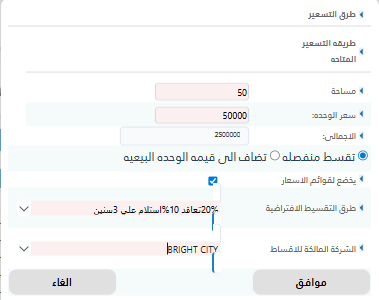 طرق التسعير
طريقه التسعير المتاحه
مساحة 50
سعر الوحده: 50000
الاجمالى: 2500000
تقسط منفصله تضاف الى قيمه الوحده البيعيه
يخضع لقوائم الاسعار
طرق التقسيط الافتراضية 20%تعاقد 10%استلام على 3سنين
الشركة المالكة للاقساط BRIGHT CITY
موافق الغاء